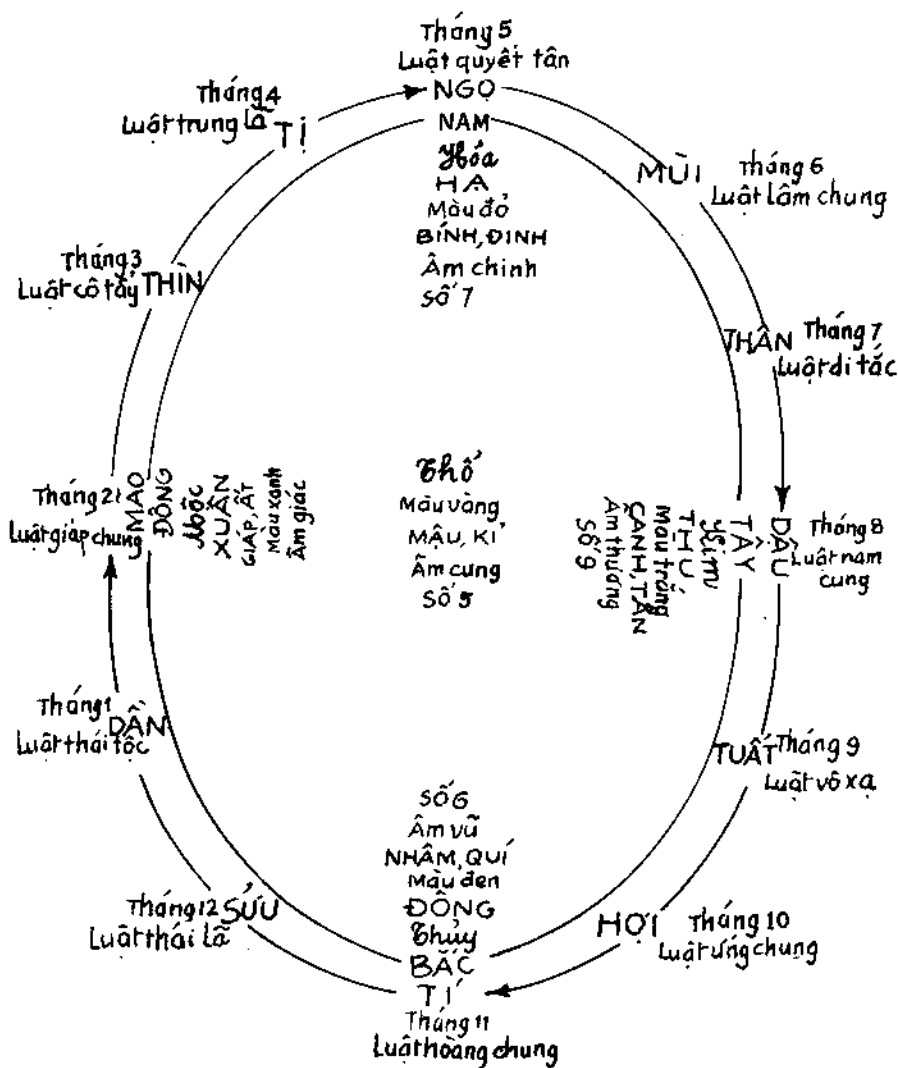 Tháng 5
Luật quyết tân
NGỌ
NAM
Hỏa
HẠ
Màu đỏ
BÍNH, ĐINH
Âm chinh
Số 7
MÙI
Tháng 6
Luật lâm chung
THÂN
Tháng 7
Luật di tắc
DẬU
Tháng 8
Luật nam
cung
TÂY
Kim
THU
Màu trắng
CANH, TÂN
Âm thương
Số 9
TUẤT
Tháng 9
Luật vô xạ
HỢI
Tháng 10
Luật ứng chung
Số 6
Âm vũ
NHÂM, QUÍ
Màu đen
ĐÔNG
Thủy
BẮC
TÍ
Tháng 11
Luật hoàng chung
Tháng 12
SỬU
Luật thái lã
Tháng 1
DẦN
Luật thái tộc
Tháng 2
Luật giáp chung
MAO
ĐÔNG
Mộc
XUÂN
GIÁP, ẤT
Màu xanh
Âm giác
Tháng 3
Luật cô tẩy
THÌN
Tháng 4
Luật trung lã
TỊ
Thổ
Màu vàng
MẬU, KỈ
Âm cung
Số 5